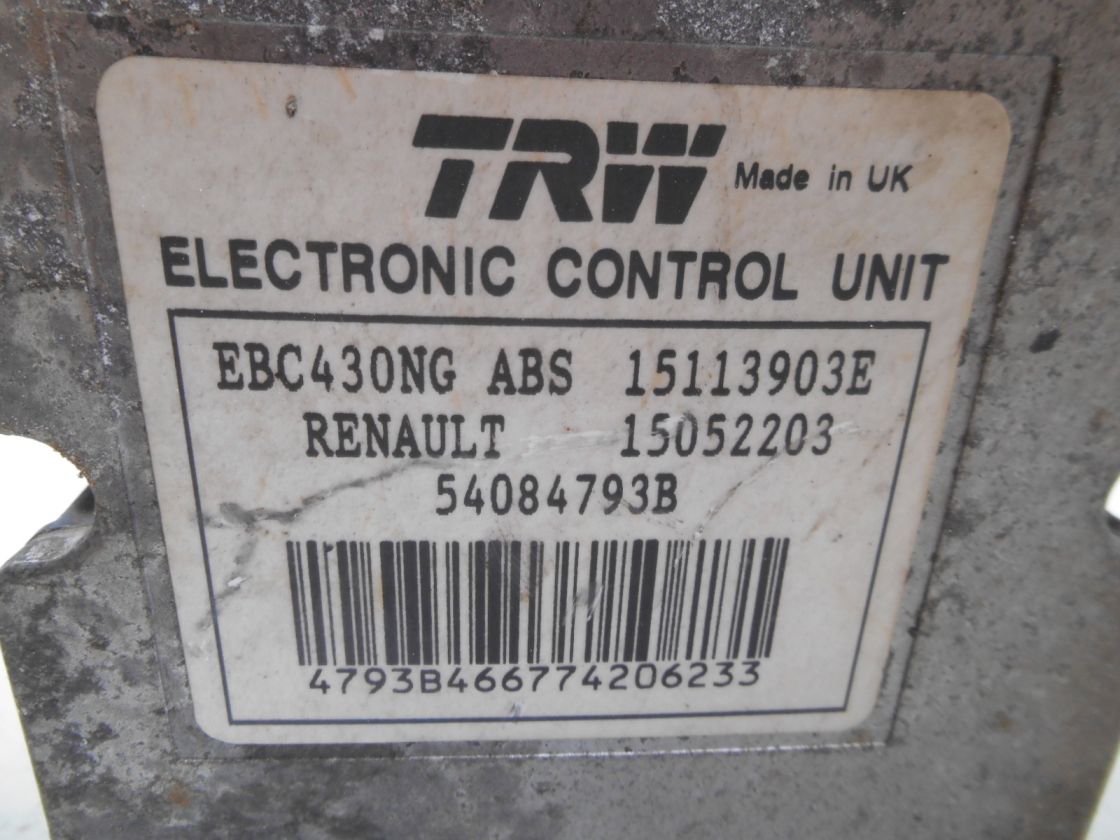 TRW Made in UK
ELECTRONIC CONTROL UNIT
EBC430NG ABS 15113903E
RENAULT 15052203
54084793B
4793B466774206233